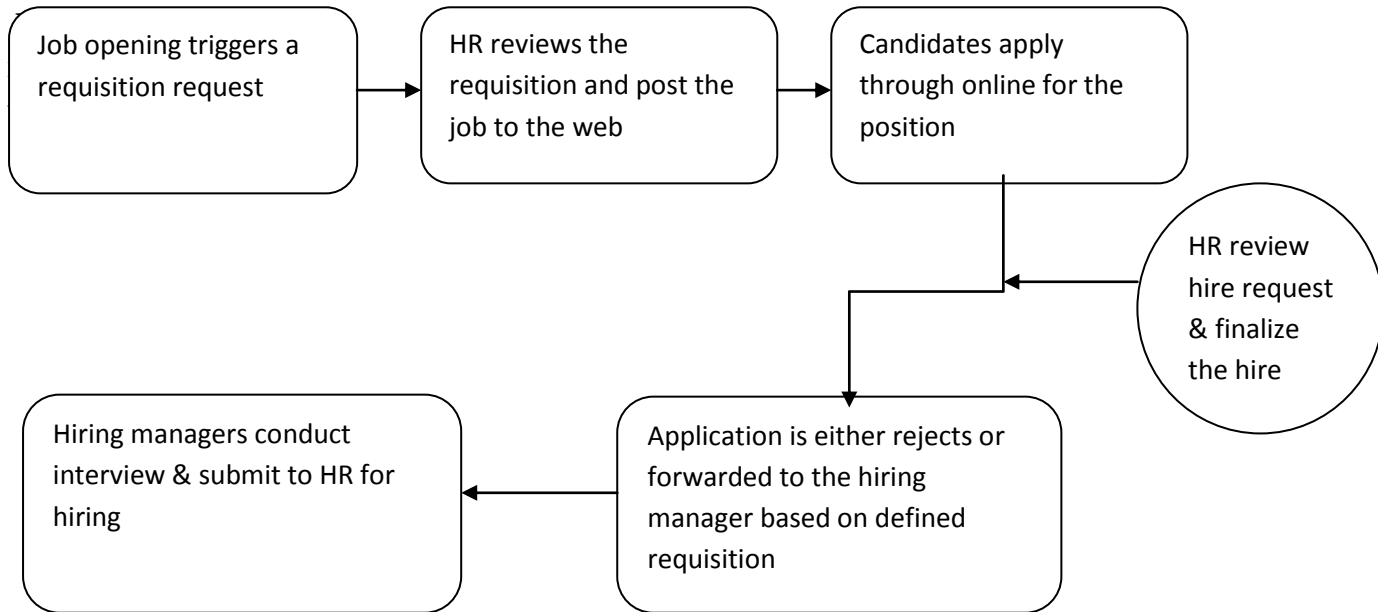 Job opening triggers a
requisition request
HR reviews the
requisition and post the
job to the web
Candidates apply
through online for the
position
HR review
hire request
& finalize
the hire
Application is either rejects or
forwarded to the hiring
manager based on defined
requisition
Hiring managers conduct
interview & submit to HR for
hiring